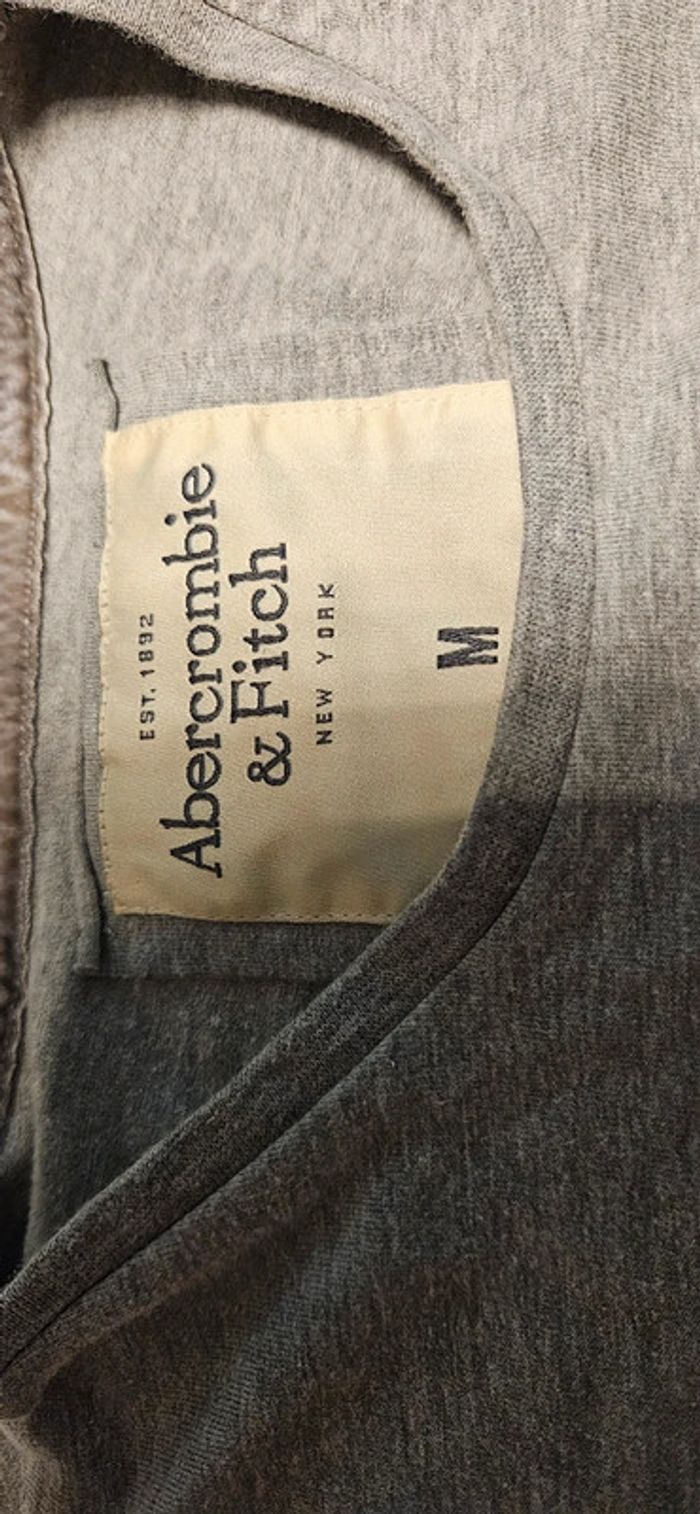 EST. 1892
Abercrombie
& Fitch
NEW YORK
M